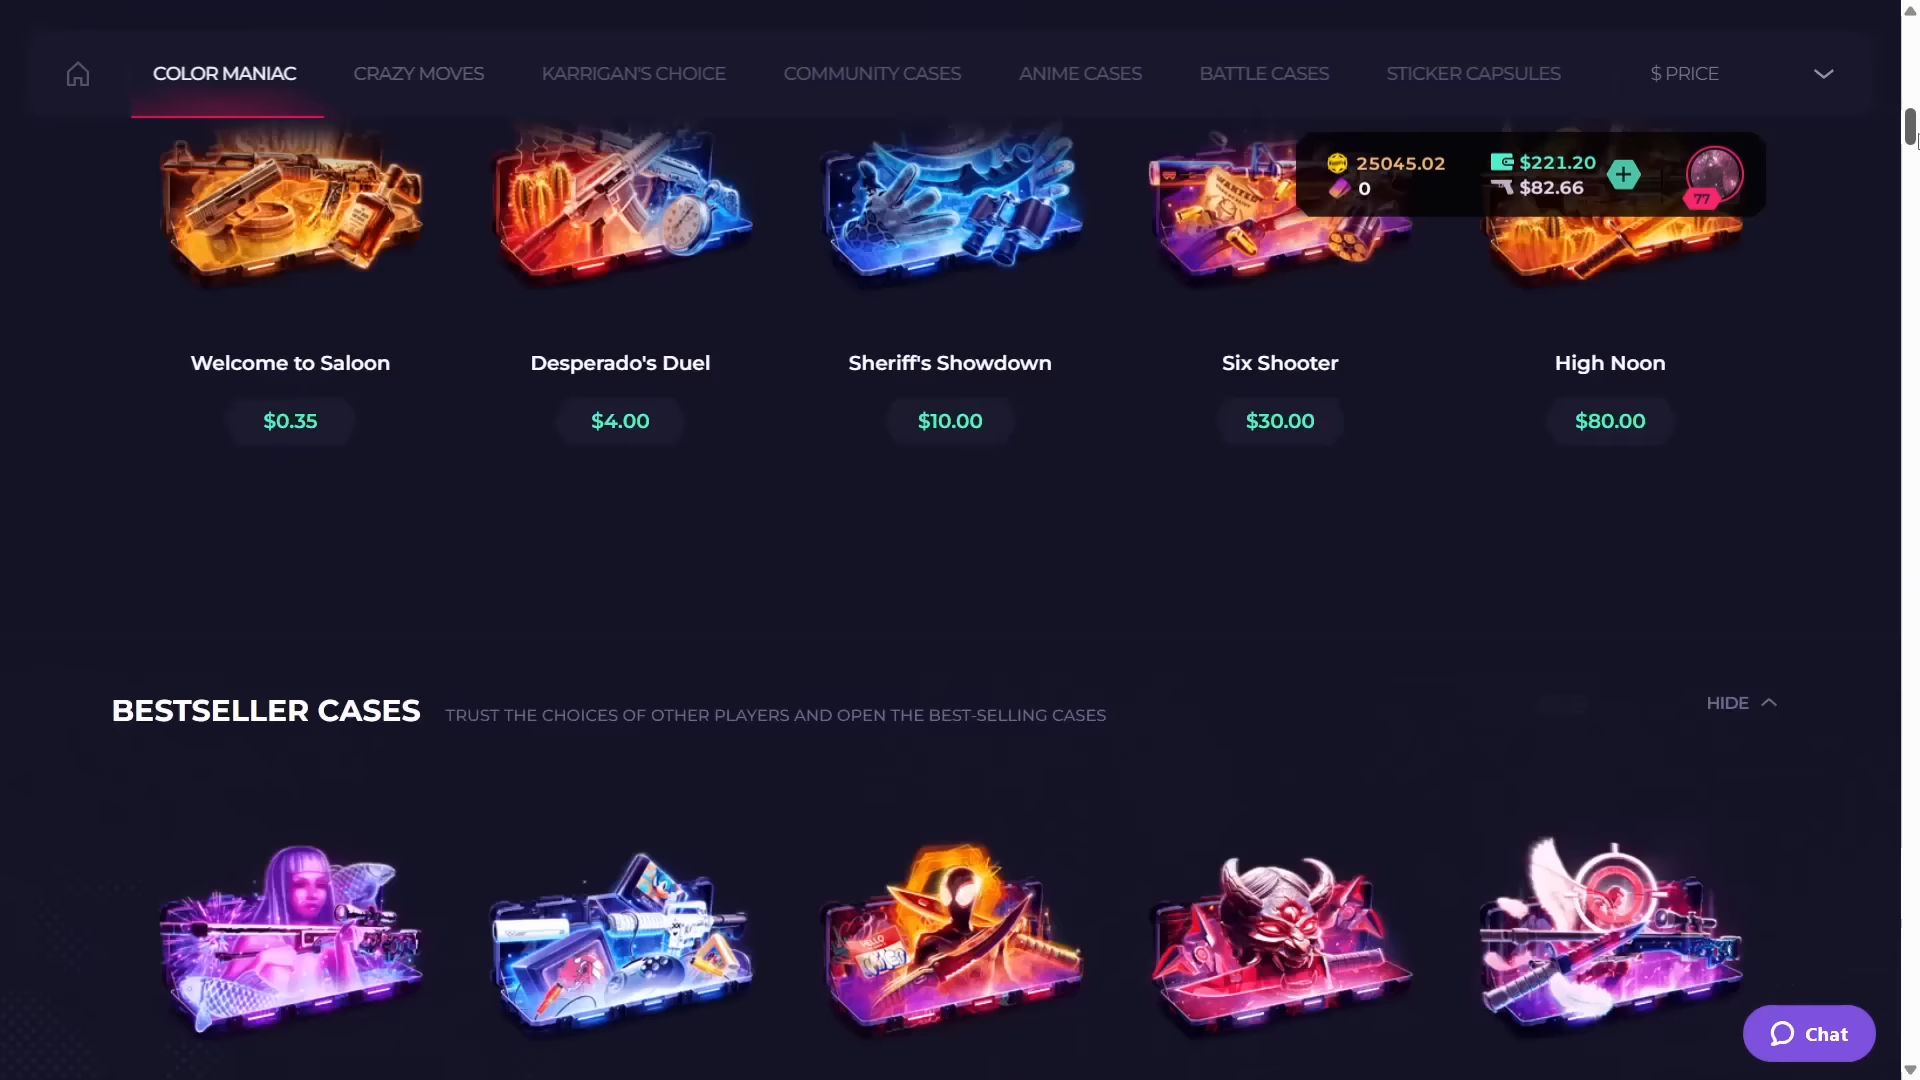 COLOR MANIAC CRAZY MOVES KARRIGAN'S CHOICE COMMUNITY CASES ANIME CASES BATTLE CASES STICKER CAPSULES $ PRICE
25045.02 $221.20
0 $82.66
77
Welcome to Saloon Desperado's Duel Sheriff's Showdown Six Shooter High Noon
$0.35 $4.00 $10.00 $30.00 $80.00
BESTSELLER CASES TRUST THE CHOICES OF OTHER PLAYERS AND OPEN THE BEST-SELLING CASES HIDE
Chat